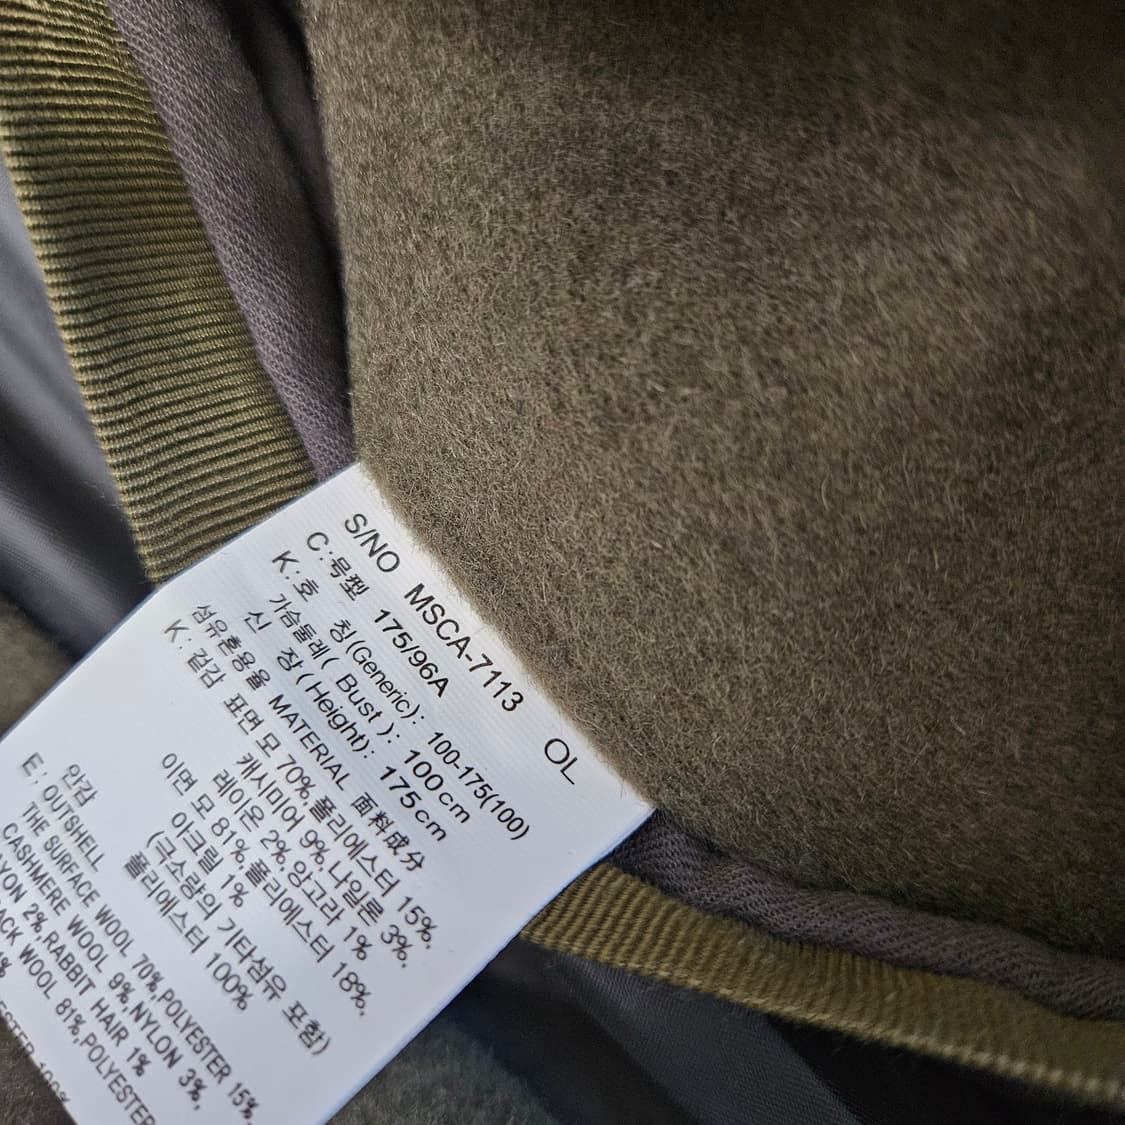 S/NO MSCA-7113 OL
C:号型 175/96A
K:호 칭(Generic): 100-175(100)
가슴둘레( Bust ): 100cm
신 장(Height): 175cm
섬유혼용율 MATERIAL 面料成分
K: 겉감 표면 모 70%,폴리에스터 15%,
캐시미어 9%,나일론 3%,
레이온 2%,앙고라 1%
이면 모 81%,폴리에스터 18%,
아크릴 1%
(극소량의 기타섬유 포함)
안감 폴리에스터 100%
E: OUTSHELL
THE SURFACE WOOL 70%,POLYESTER 15%,
CASHMERE WOOL 9%,NYLON 3%,
2%,RABBIT HAIR 1%
WOOL 81%,POLYESTER
100%